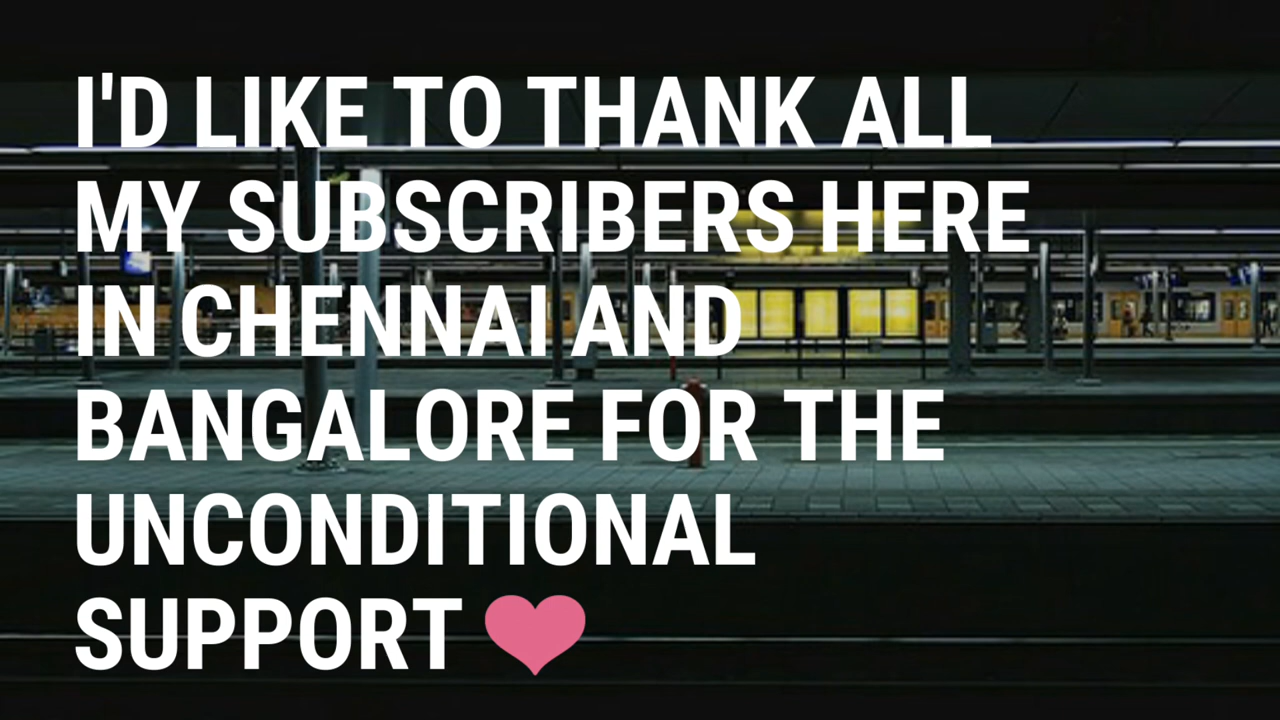 I'D LIKE TO THANK ALL
MY SUBSCRIBERS HERE
IN CHENNAI AND
BANGALORE FOR THE
UNCONDITIONAL
SUPPORT ❤